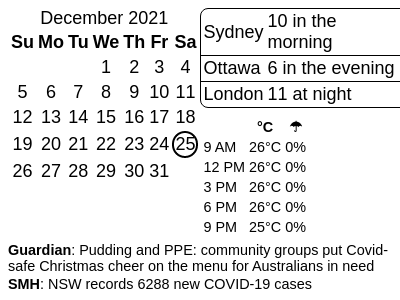 December 2021
Su Mo Tu We Th Fr Sa
1 2 3 4
5 6 7 8 9 10 11
12 13 14 15 16 17 18
19 20 21 22 23 24 25
26 27 28 29 30 31
Sydney 10 in the
morning
Ottawa 6 in the evening
London 11 at night
°C ☂
9 AM 26°C 0%
12 PM 26°C 0%
3 PM 26°C 0%
6 PM 26°C 0%
9 PM 25°C 0%
Guardian: Pudding and PPE: community groups put Covid-
safe Christmas cheer on the menu for Australians in need
SMH: NSW records 6288 new COVID-19 cases